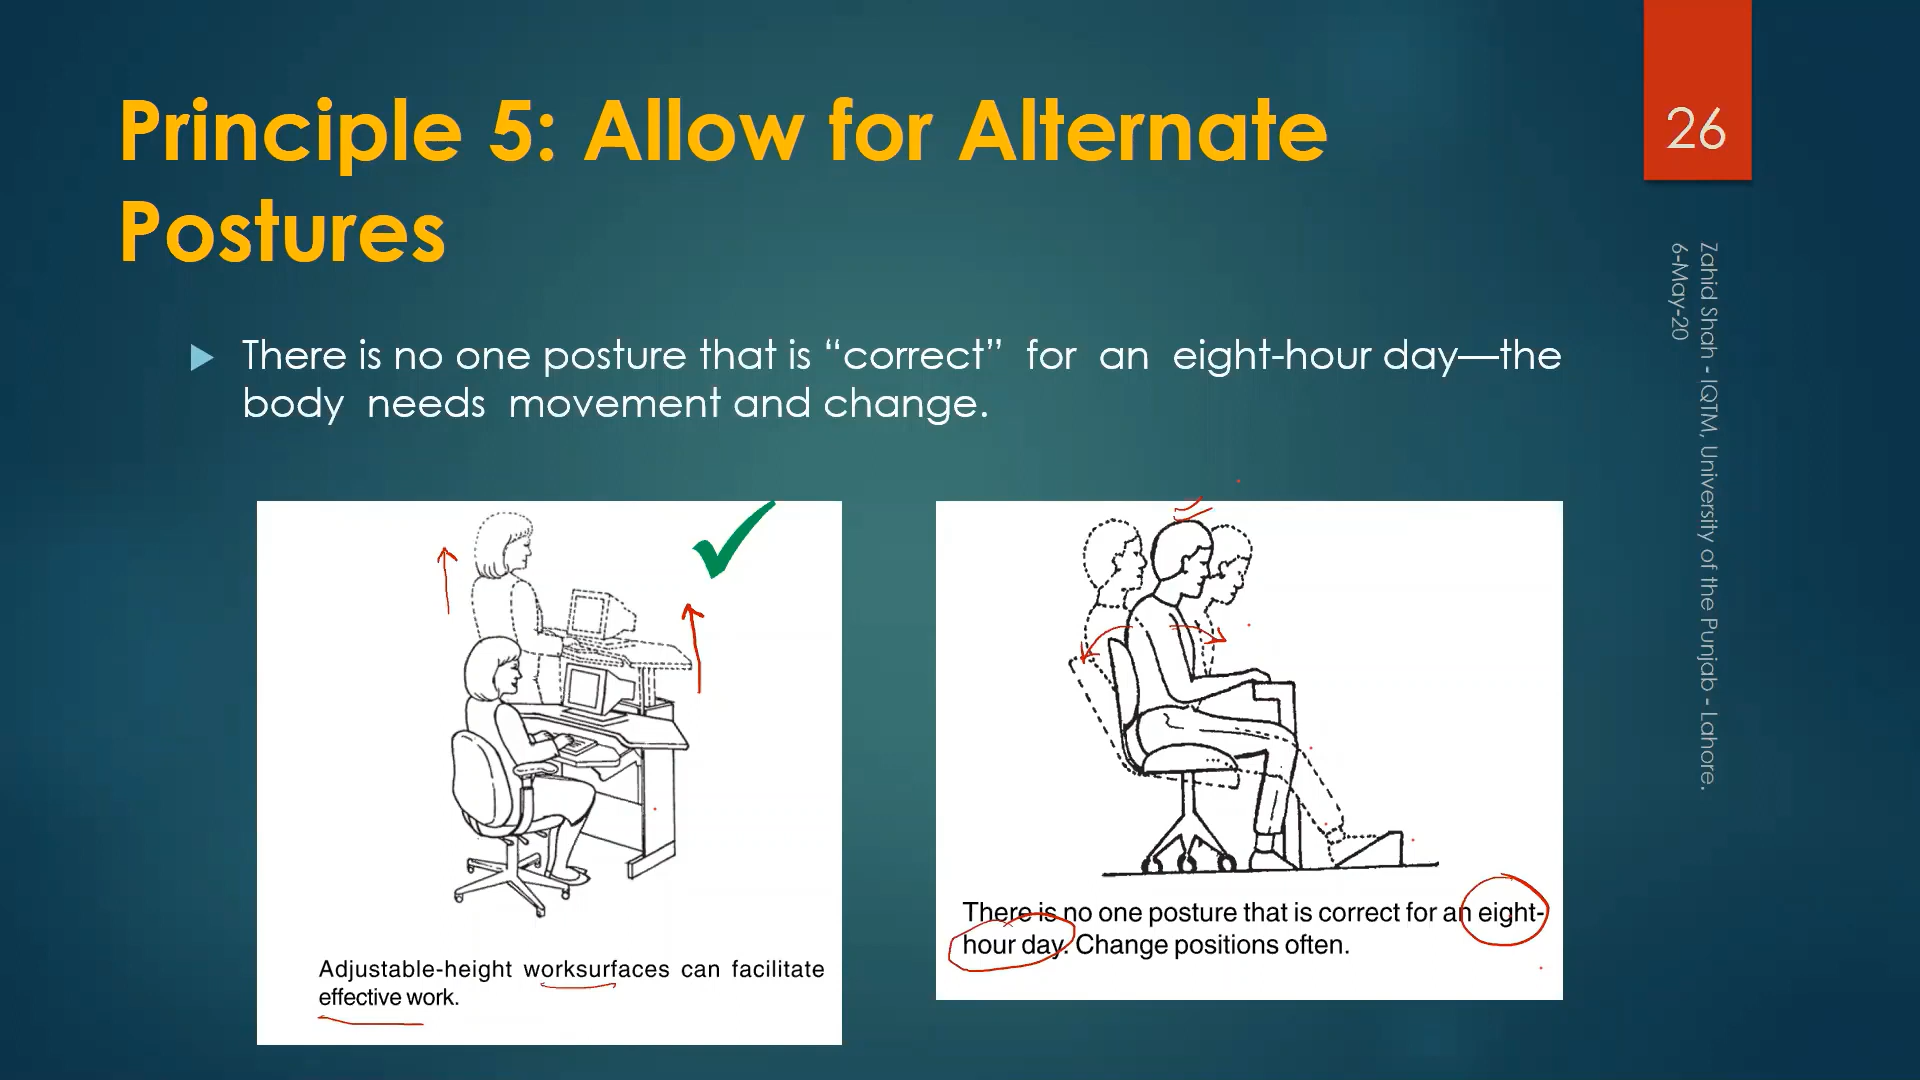 Principle 5: Allow for Alternate
Postures
26
There is no one posture that is “correct” for an eight-hour day—the
body needs movement and change.
Adjustable-height worksurfaces can facilitate
effective work.
There is no one posture that is correct for an eight-
hour day. Change positions often.
Zahid Shah - IQTM, University of the Punjab - Lahore.
6-May-20